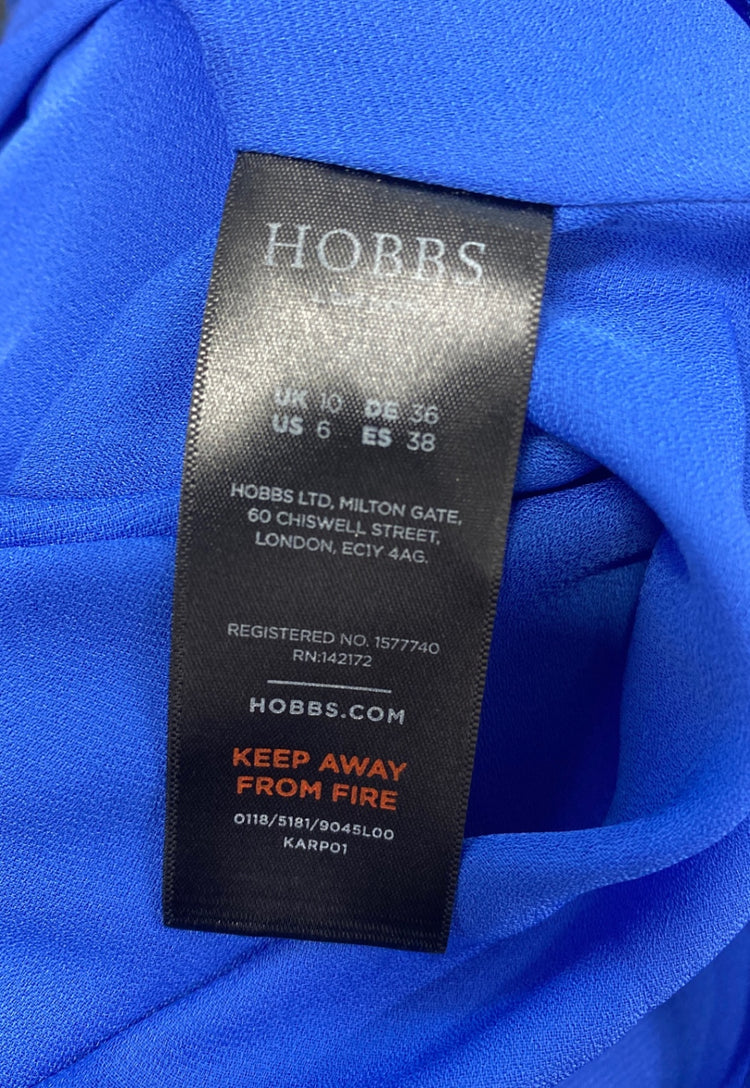 HOBBS
LONDON
UK 10 DE 36
US 6 ES 38
HOBBS LTD, MILTON GATE,
60 CHISWELL STREET,
LONDON, EC1Y 4AG.
REGISTERED NO. 1577740
RN:142172
HOBBS.COM
KEEP AWAY
FROM FIRE
0118/5181/9045L00
KARP01